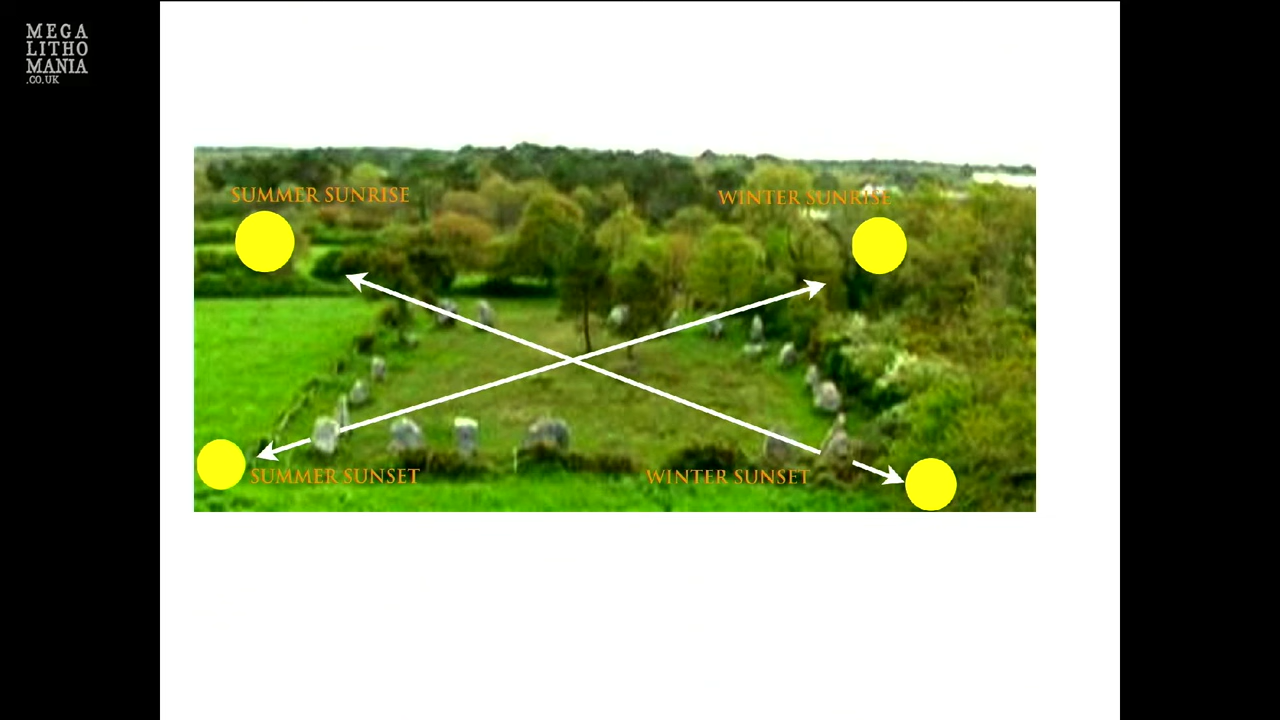 MEGA
LITHO
MANIA
.CO.UK
SUMMER SUNRISE
WINTER SUNRISE
SUMMER SUNSET
WINTER SUNSET